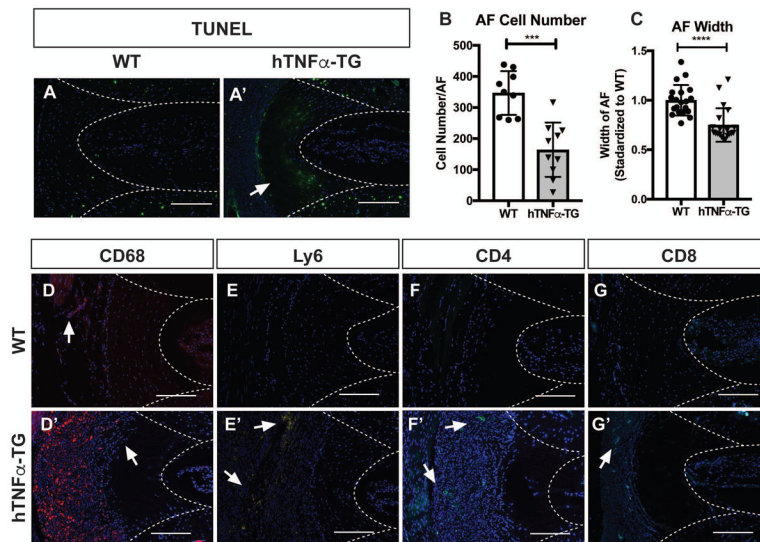 TUNEL
WT
hTNFα-TG
A
A'
B
AF Cell Number
***
500
400
300
200
100
0
Cell Number/AF
WT
hTNFα-TG
C
AF Width
****
1.5
1.0
0.5
0.0
Width of AF
(Stadardized to WT)
WT
hTNFα-TG
CD68
Ly6
CD4
CD8
WT
D
E
F
G
hTNFα-TG
D'
E'
F'
G'